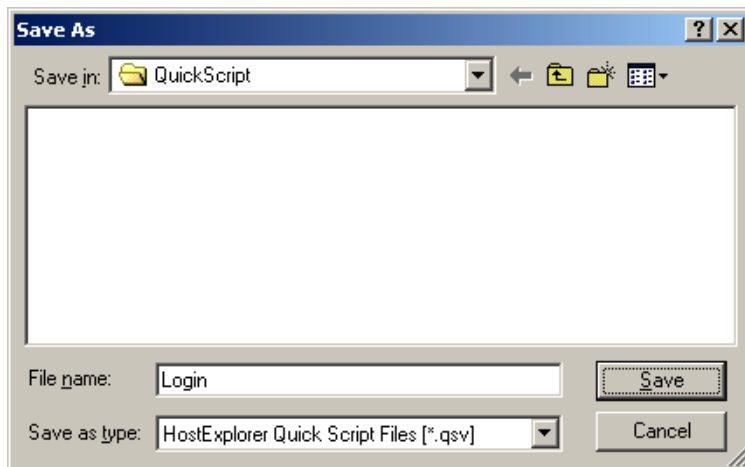 Save As
Save in: QuickScript
File name: Login
Save
Save as type: HostExplorer Quick Script Files [*.qsv]
Cancel